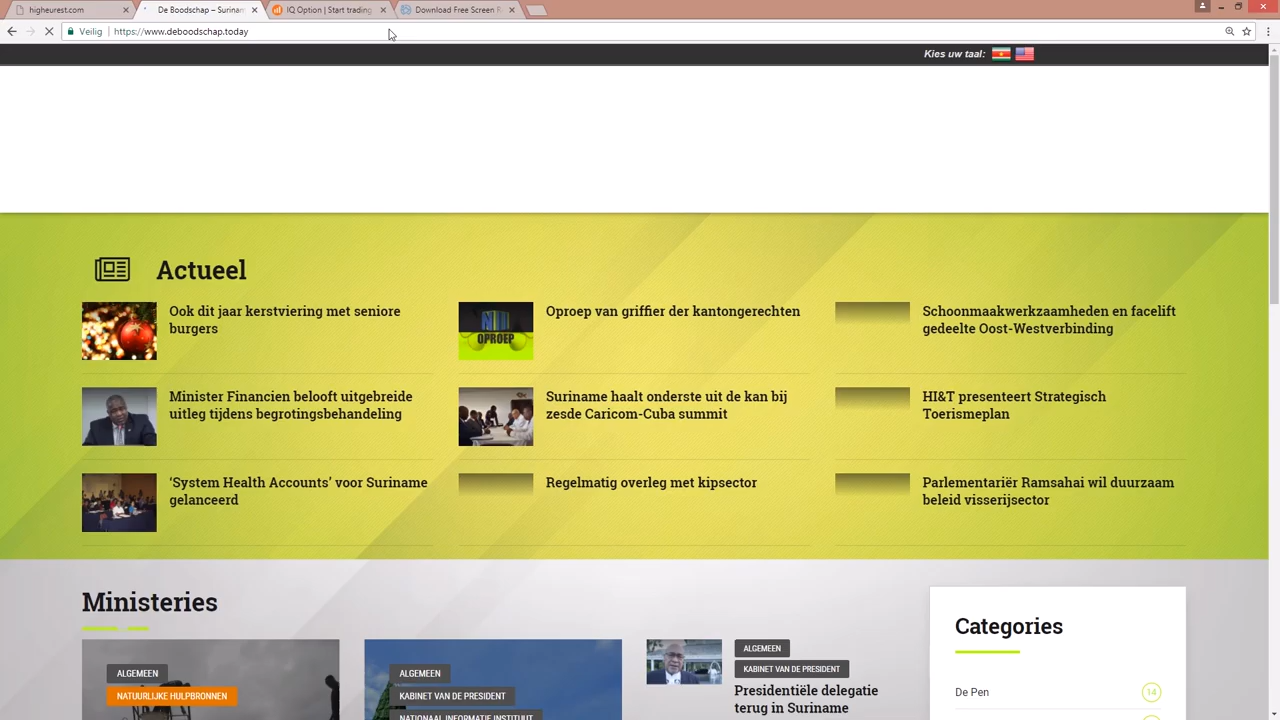 higheurest.com
De Boodschap – Surinam
IQ Option | Start trading
Download Free Screen R
Veilig
https://www.deboodschap.today
Kies uw taal:
Actueel
Ook dit jaar kerstviering met seniore
burgers
Oproep van griffier der kantongerechten
OPROEP
Schoonmaakwerkzaamheden en facelift
gedeelte Oost-Westverbinding
Minister Financien belooft uitgebreide
uitleg tijdens begrotingsbehandeling
Suriname haalt onderste uit de kan bij
zesde Caricom-Cuba summit
HI&T presenteert Strategisch
Toerismeplan
‘System Health Accounts’ voor Suriname
gelanceerd
Regelmatig overleg met kipsector
Parlementariër Ramsahai wil duurzaam
beleid visserijsector
Ministeries
ALGEMEEN
NATUURLIJKE HULPBRONNEN
ALGEMEEN
KABINET VAN DE PRESIDENT
NATIONAAL INFORMATIE INSTITUUT
ALGEMEEN
KABINET VAN DE PRESIDENT
Presidentiële delegatie
terug in Suriname
Categories
De Pen
14